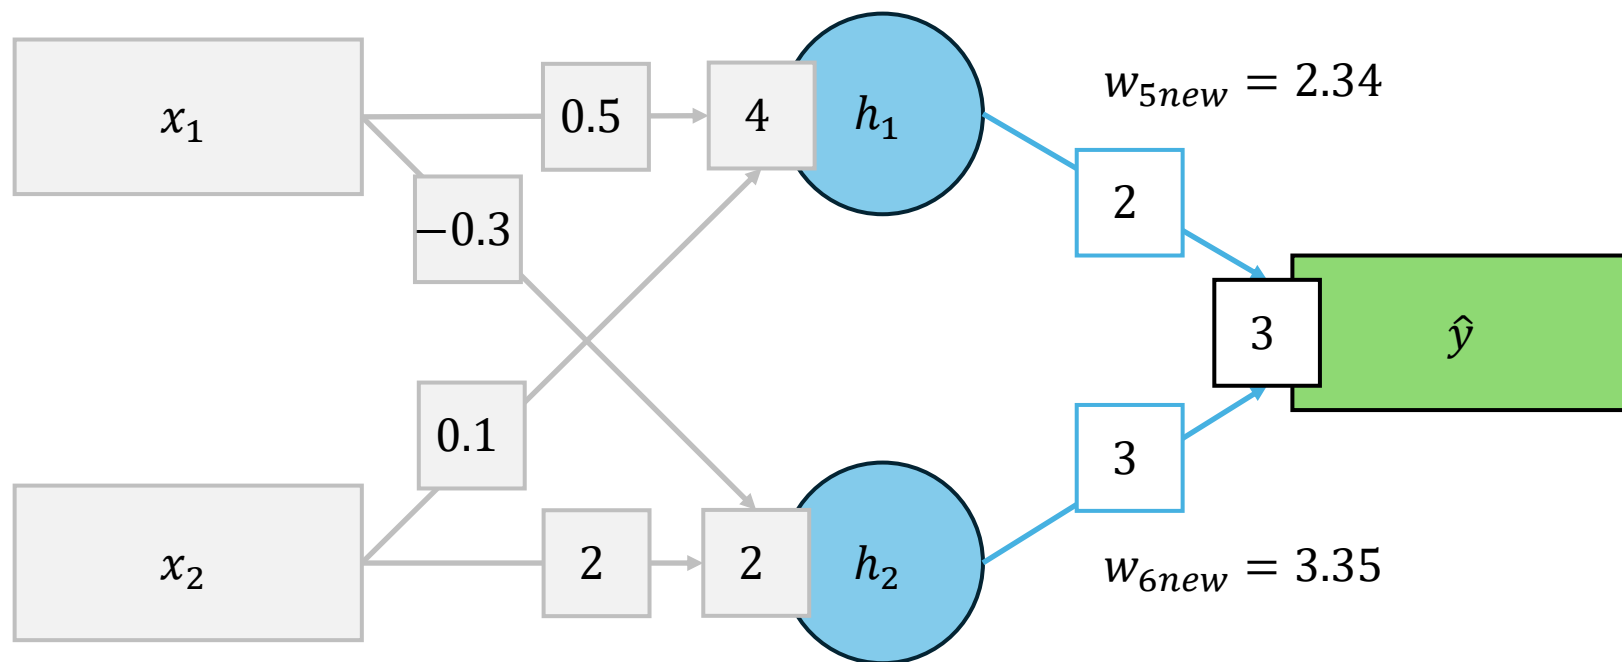 x₁
0.5
4
h₁
w₅ₙₑw = 2.34
−0.3
2
3
ŷ
0.1
3
x₂
2
2
h₂
w₆ₙₑw = 3.35